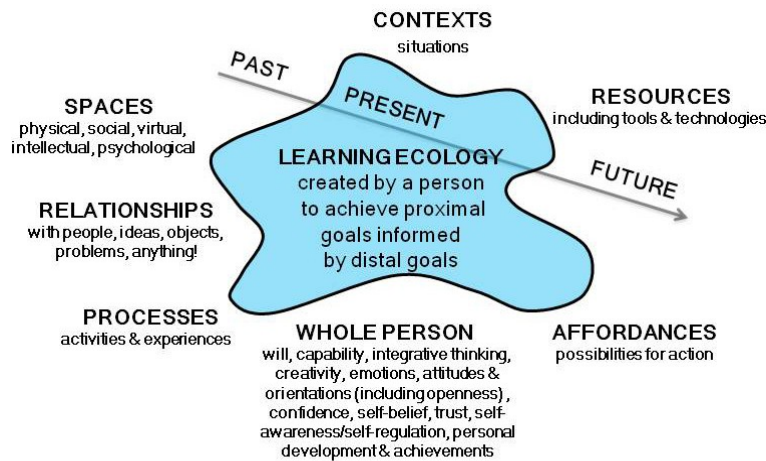 CONTEXTS
situations
PAST
PRESENT
FUTURE
SPACES
physical, social, virtual,
intellectual, psychological
RESOURCES
including tools & technologies
LEARNING ECOLOGY
created by a person
to achieve proximal
goals informed
by distal goals
RELATIONSHIPS
with people, ideas, objects,
problems, anything!
PROCESSES
activities & experiences
WHOLE PERSON
will, capability, integrative thinking,
creativity, emotions, attitudes &
orientations (including openness) ,
confidence, self-belief, trust, self-
awareness/self-regulation, personal
development & achievements
AFFORDANCES
possibilities for action